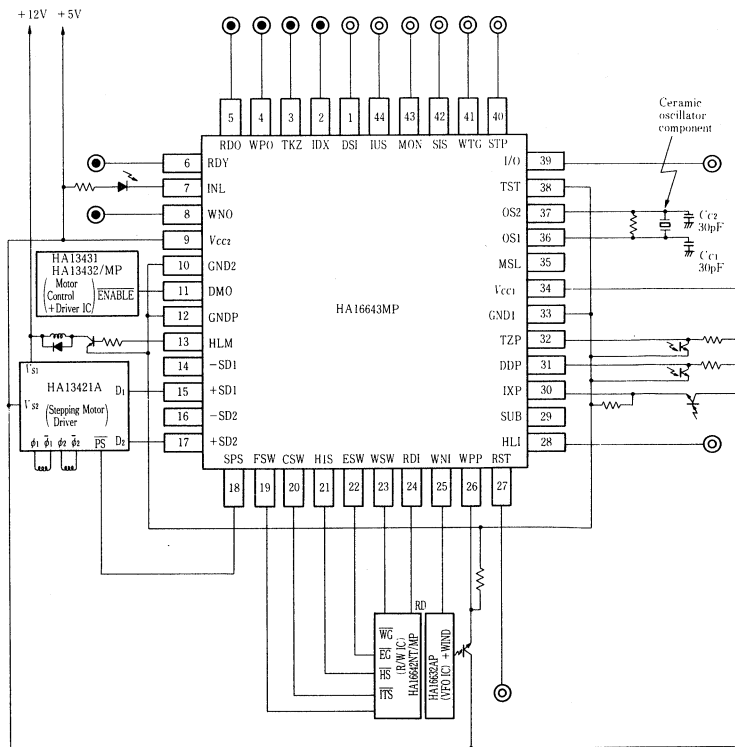 +12V
+5V
5
4
3
2
1
44
43
42
41
40
RDO
WPO
TKZ
IDX
DSI
IUS
MON
SIS
WTG
STP
Ceramic
oscillator
component
6 RDY
7 INL
8 WNO
9 Vcc2
10 GND2
11 DMO
12 GNDP
13 HLM
14 −SD1
15 +SD1
16 −SD2
17 +SD2
HA16643MP
I/O 39
TST 38
OS2 37
OS1 36
MSL 35
Vcc1 34
GND1 33
TZP 32
DDP 31
IXP 30
SUB 29
HLI 28
CC2
30pF
CC1
30pF
HA13431
HA13432/MP
(Motor
Control
+Driver IC)
ENABLE
VS1
HA13421A
D1
VS2
(Stepping Motor
Driver)
φ1 φ̄1 φ2 φ̄2
PS
D2
SPS
FSW
CSW
HIS
ESW
WSW
RDI
WNI
WPP
RST
18
19
20
21
22
23
24
25
26
27
RD
WG
EG
HS
ITS
(R/W IC)
HA16642NT/MP
HA16632AP
(VFO IC)
+WIND